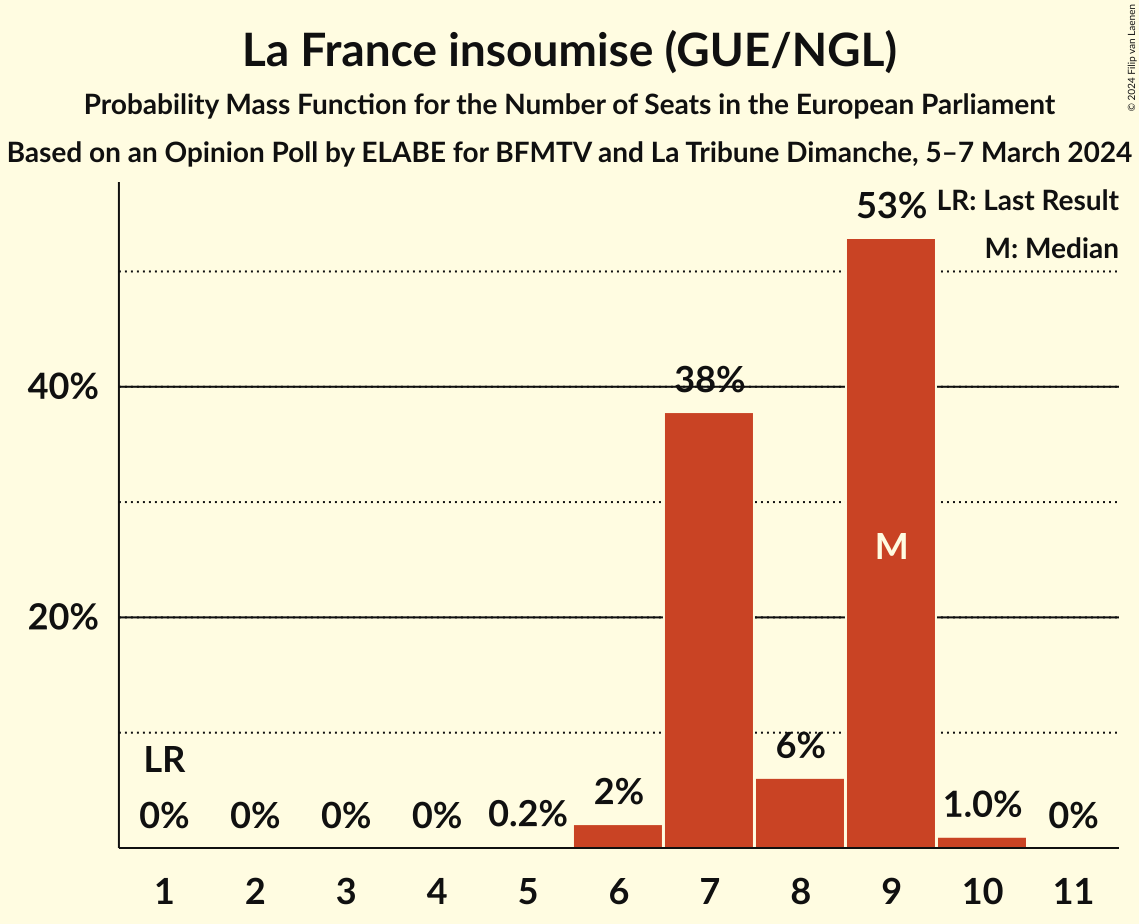 La France insoumise (GUE/NGL)
Probability Mass Function for the Number of Seats in the European Parliament
Based on an Opinion Poll by ELABE for BFMTV and La Tribune Dimanche, 5–7 March 2024
© 2024 Filip van Laenen
LR: Last Result
M: Median
53%
40%
38%
M
20%
LR
0%
0%
0%
0%
0.2%
2%
6%
1.0%
0%
1 2 3 4 5 6 7 8 9 10 11